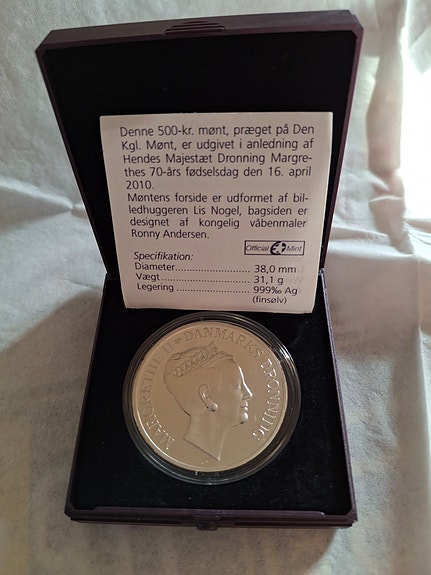 Denne 500-kr. mønt, præget på Den
Kgl. Mønt, er udgivet i anledning af
Hendes Majestæt Dronning Margre-
thes 70-års fødselsdag den 16. april
2010.
Møntens forside er udformet af bil-
ledhuggeren Lis Nogel, bagsiden er
designet af kongelig våbenmaler
Ronny Andersen.
Official Mint
Specifikation:
Diameter........................ 38,0 mm
Vægt.............................. 31,1 g
Legering ........................ 999‰ Ag
(finsølv)
MARGRETHE II DANMARKS DRONNING